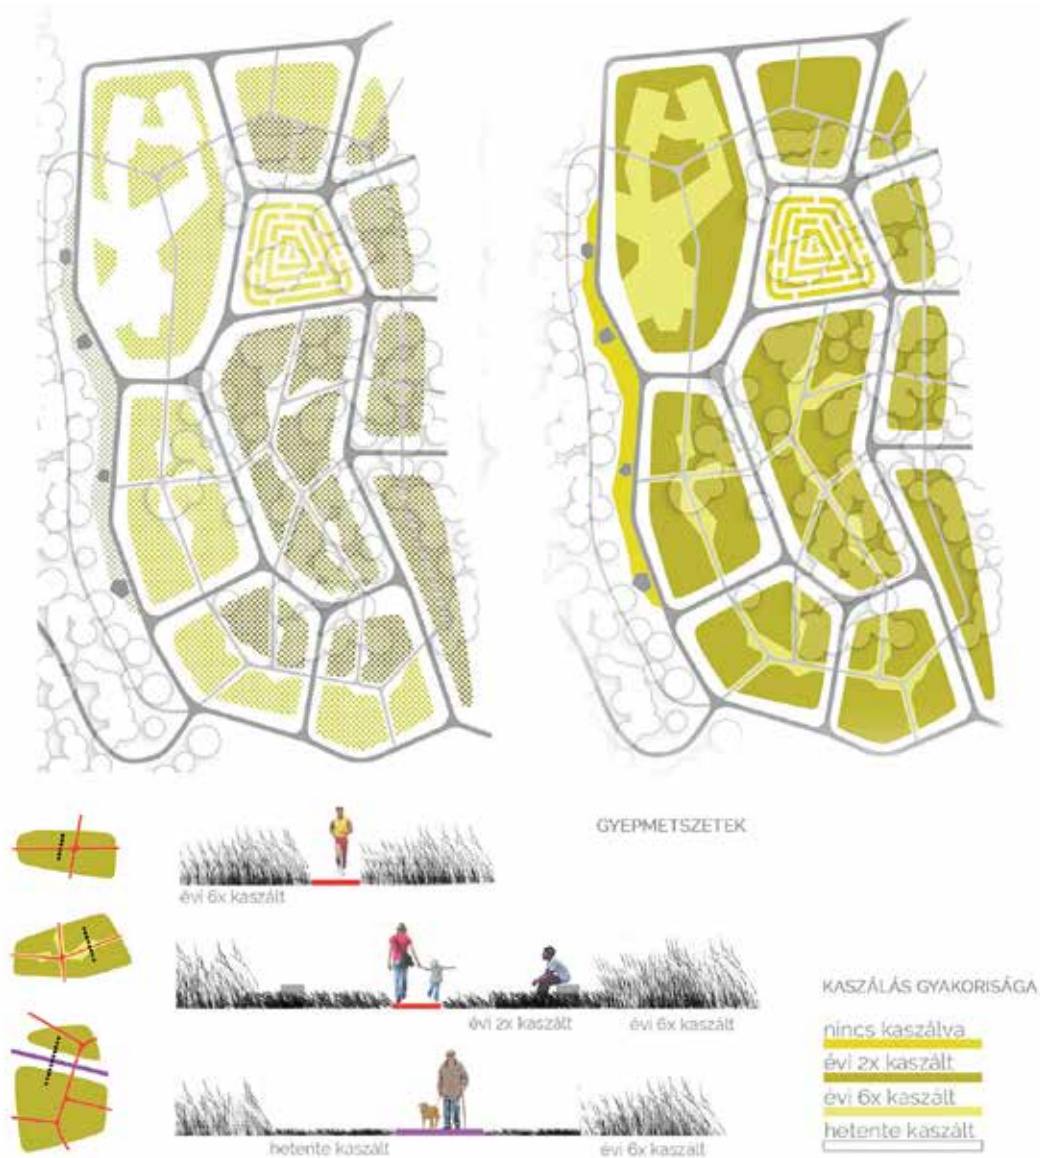 GYEPMETSZETEK
évi 6x kaszált
évi 2x kaszált
évi 6x kaszált
hetente kaszált
évi 6x kaszált
KASZÁLÁS GYAKORISÁGA
nincs kaszálva
évi 2x kaszált
évi 6x kaszált
hetente kaszált